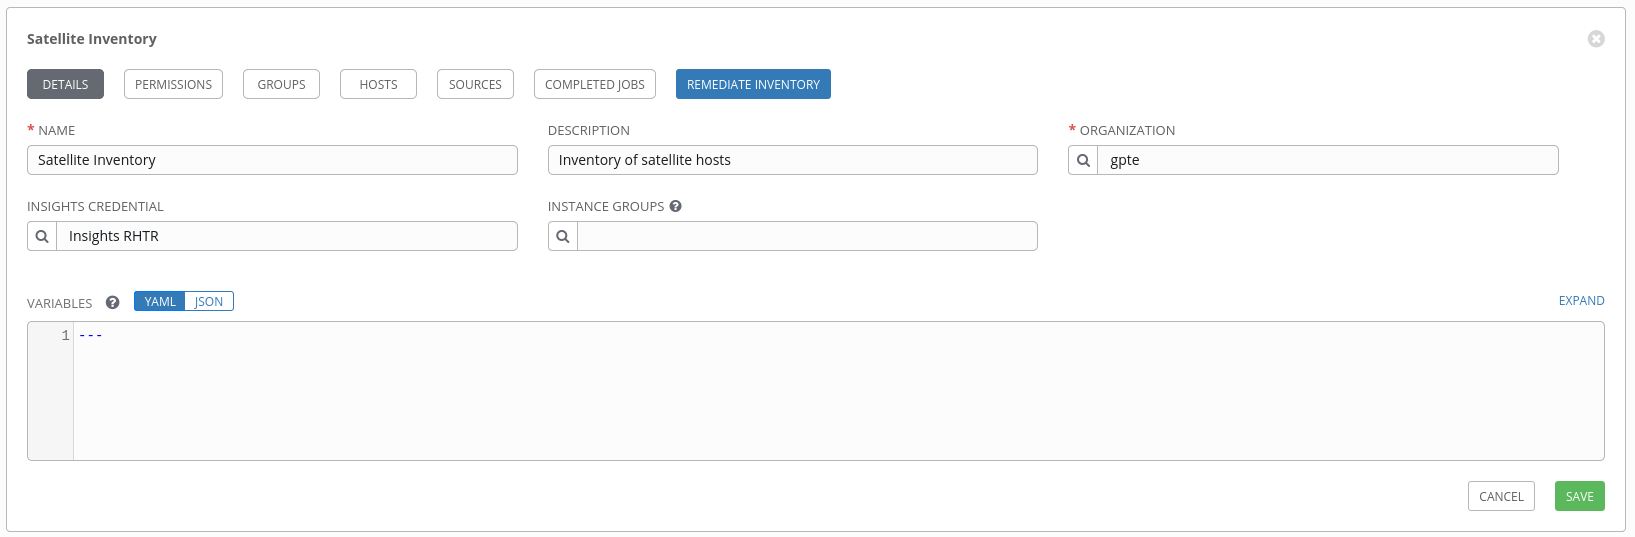 Satellite Inventory
DETAILS PERMISSIONS GROUPS HOSTS SOURCES COMPLETED JOBS REMEDIATE INVENTORY
* NAME DESCRIPTION * ORGANIZATION
Satellite Inventory Inventory of satellite hosts gpte
INSIGHTS CREDENTIAL INSTANCE GROUPS ?
Insights RHTR
VARIABLES ? YAML JSON EXPAND
1 ---
CANCEL SAVE